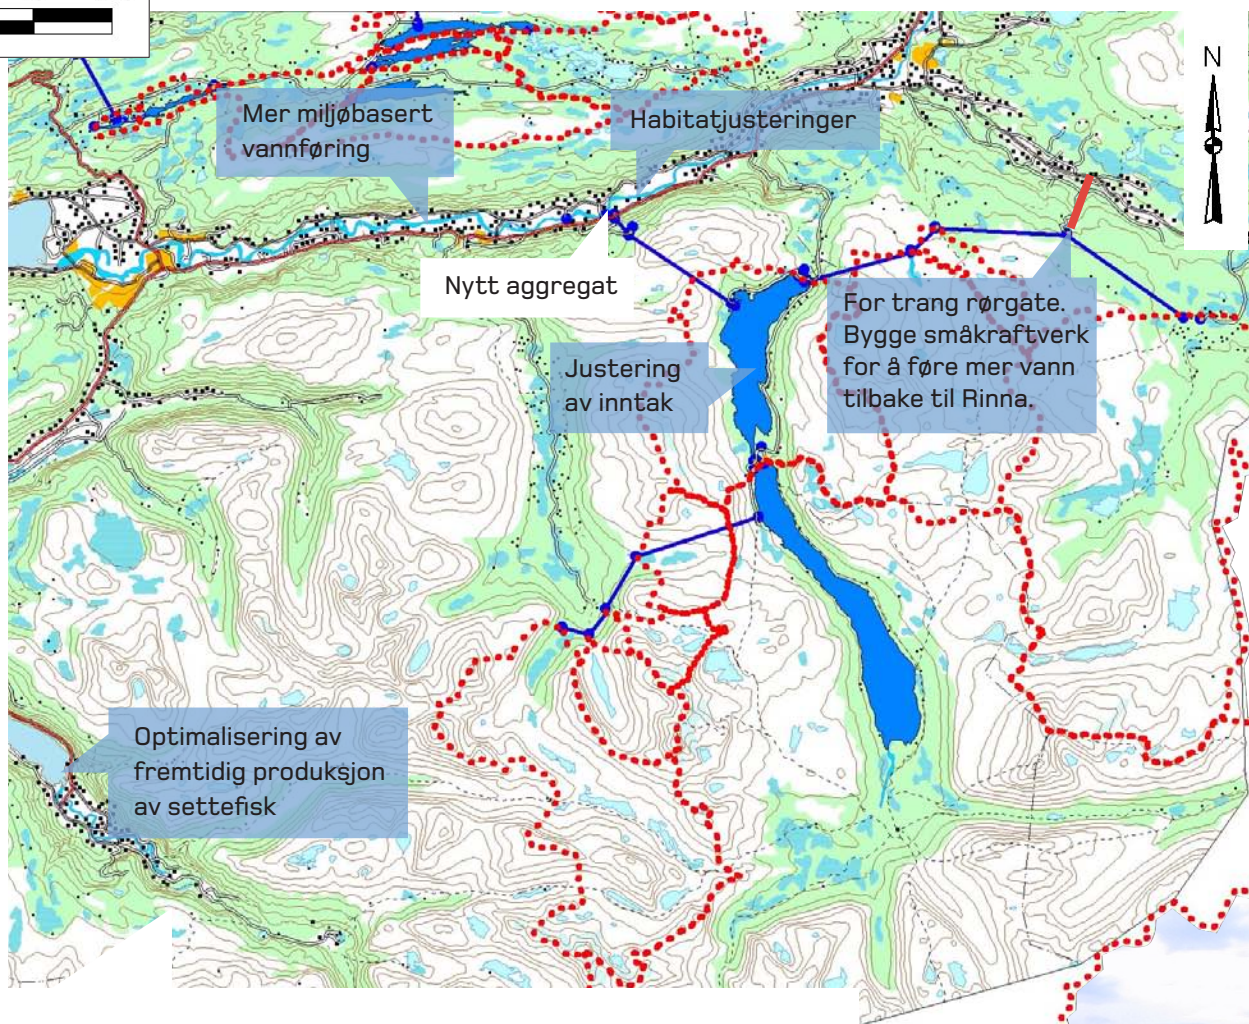 N
Mer miljøbasert
vannføring
Habitatjusteringer
Nytt aggregat
For trang rørgate.
Bygge småkraftverk
for å føre mer vann
tilbake til Rinna.
Justering
av inntak
Optimalisering av
fremtidig produksjon
av settefisk